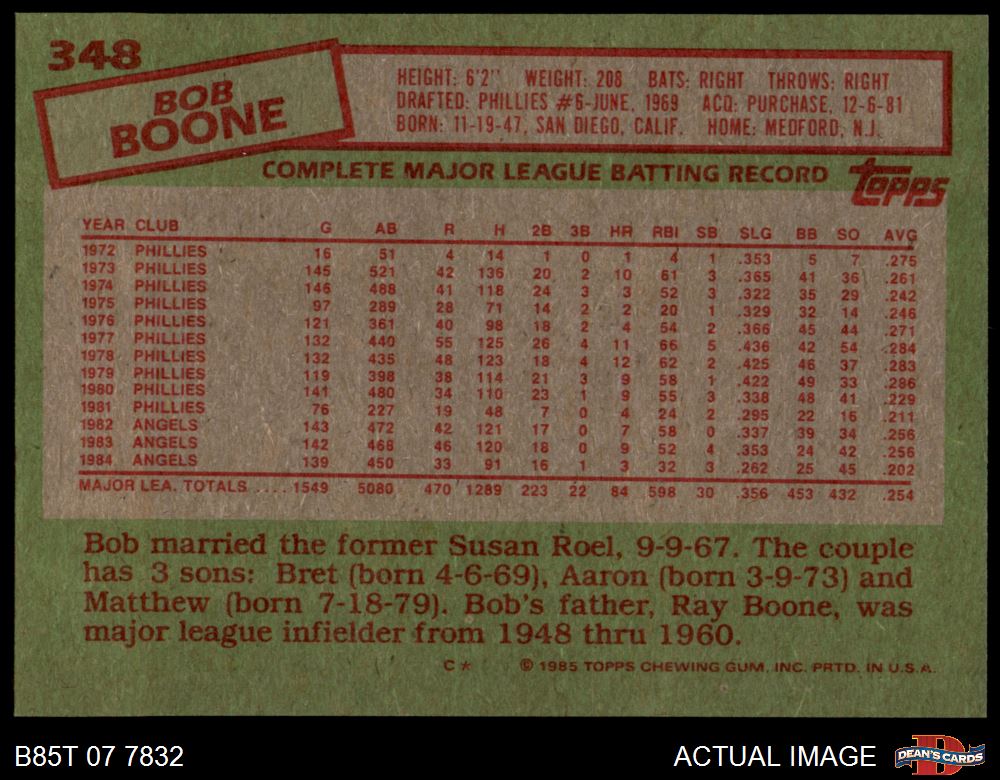 348
BOB
BOONE
HEIGHT: 6'2" WEIGHT: 208 BATS: RIGHT THROWS: RIGHT
DRAFTED: PHILLIES #6-JUNE, 1969 ACQ: PURCHASE, 12-6-81
BORN: 11-19-47, SAN DIEGO, CALIF. HOME: MEDFORD, N.J.
COMPLETE MAJOR LEAGUE BATTING RECORD topps
YEAR CLUB G AB R H 2B 3B HR RBI SB SLG BB SO AVG
1972 PHILLIES 16 51 4 14 1 0 1 4 1 .353 5 7 .275
1973 PHILLIES 145 521 42 136 20 2 10 61 3 .365 41 36 .261
1974 PHILLIES 146 488 41 118 24 3 3 52 3 .322 35 29 .242
1975 PHILLIES 97 289 28 71 14 2 2 20 1 .329 32 14 .246
1976 PHILLIES 121 361 40 98 18 2 4 54 2 .366 45 44 .271
1977 PHILLIES 132 440 55 125 26 4 11 66 5 .436 42 54 .284
1978 PHILLIES 132 435 48 123 18 4 12 62 2 .425 46 37 .283
1979 PHILLIES 119 398 38 114 21 3 9 58 1 .422 49 33 .286
1980 PHILLIES 141 480 34 110 23 1 9 55 3 .338 48 41 .229
1981 PHILLIES 76 227 19 48 7 0 4 24 2 .295 22 16 .211
1982 ANGELS 143 472 42 121 17 0 7 58 0 .337 39 34 .256
1983 ANGELS 142 468 46 120 18 0 9 52 4 .353 24 42 .256
1984 ANGELS 139 450 33 91 16 1 3 32 3 .262 25 45 .202
MAJOR LEA. TOTALS .... 1549 5080 470 1289 223 22 84 598 30 .356 453 432 .254
Bob married the former Susan Roel, 9-9-67. The couple
has 3 sons: Bret (born 4-6-69), Aaron (born 3-9-73) and
Matthew (born 7-18-79). Bob's father, Ray Boone, was
major league infielder from 1948 thru 1960.
C* © 1985 TOPPS CHEWING GUM, INC. PRTD. IN U.S.A.
B85T 07 7832 ACTUAL IMAGE DEAN'S CARDS